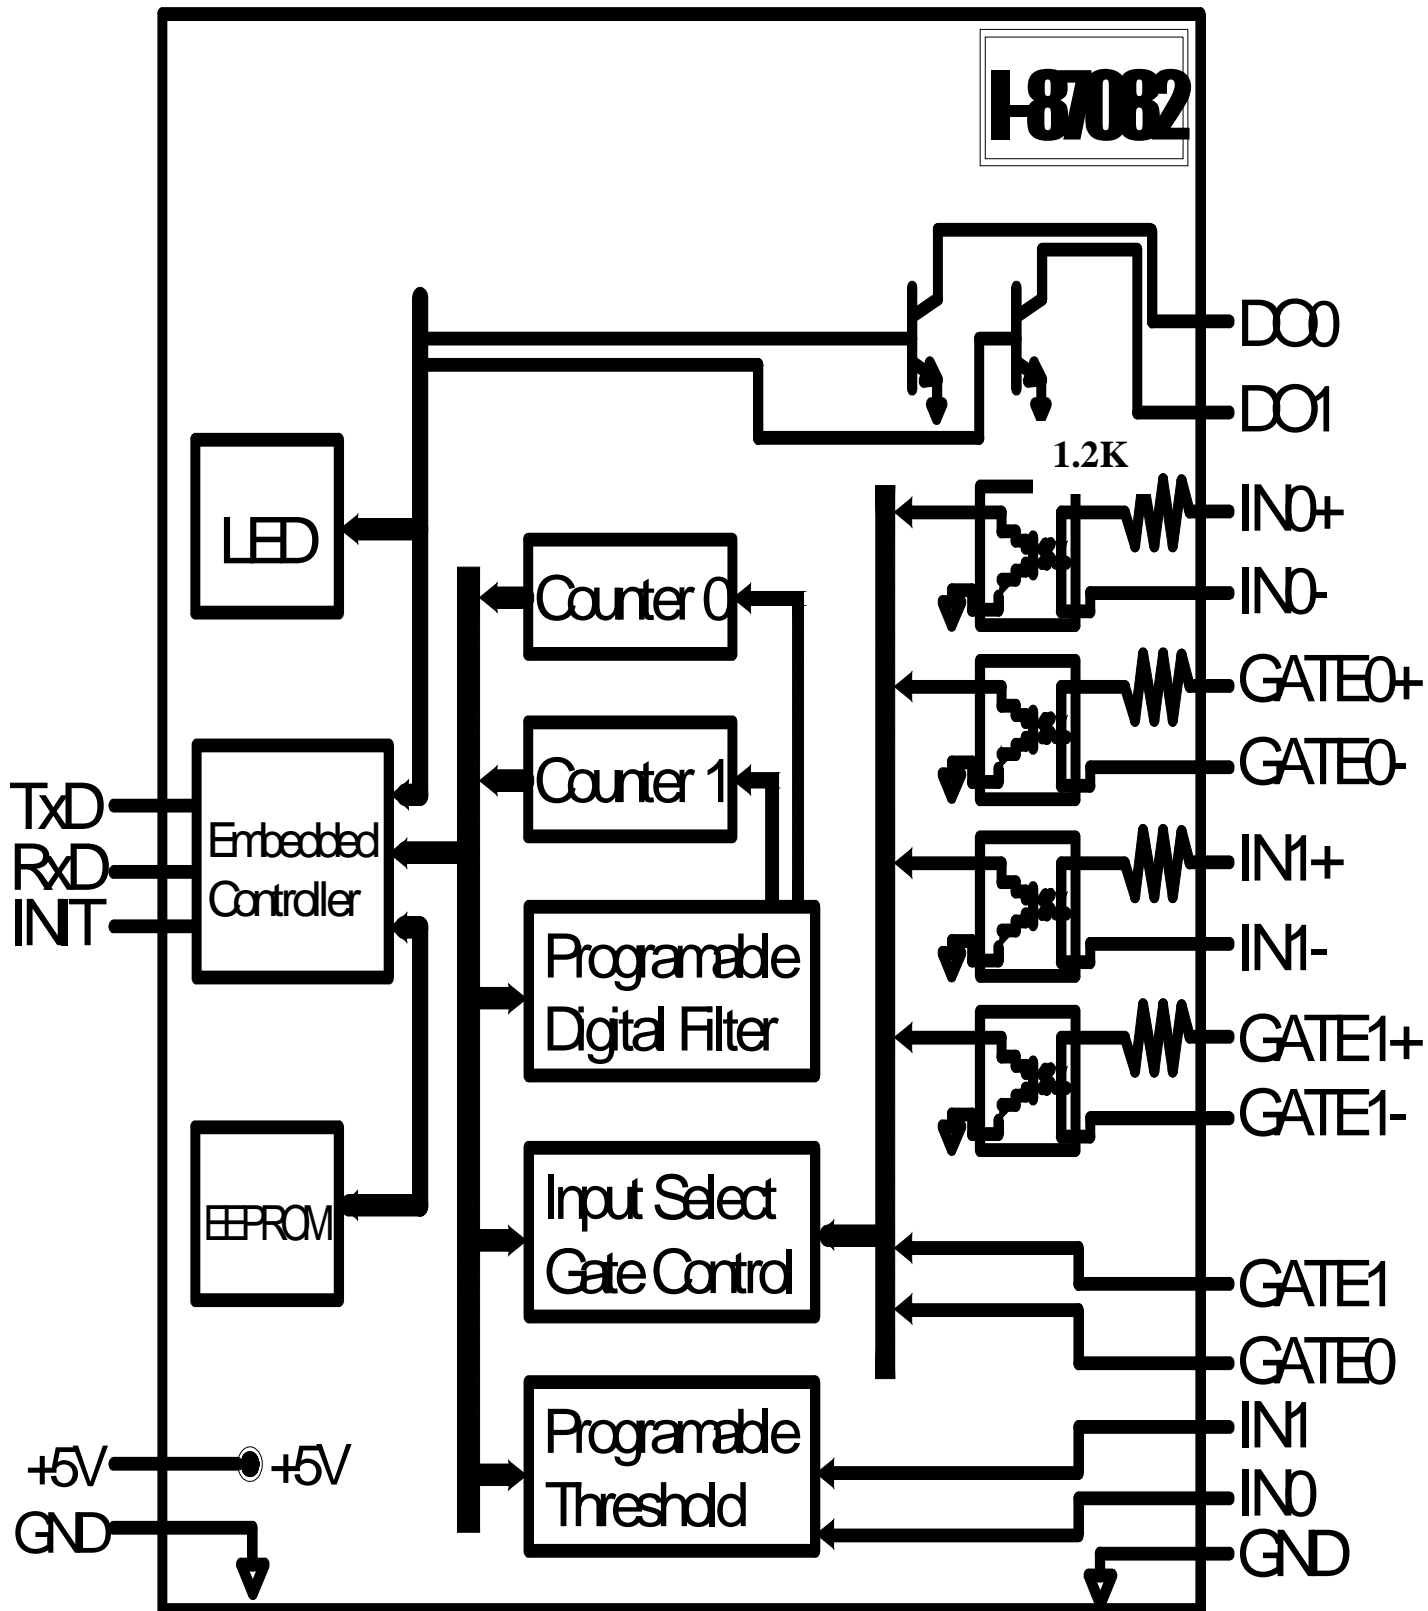 I-87082
DO0
DO1
1.2K
IN0+
IN0-
GATE0+
GATE0-
IN1+
IN1-
GATE1+
GATE1-
GATE1
GATE0
IN1
IN0
GND
LED
Counter 0
Counter 1
TxD
RxD
INIT
Embedded
Controller
Programable
Digital Filter
EEPROM
Input Select
Gate Control
Programable
Threshold
+5V
+5V
GND